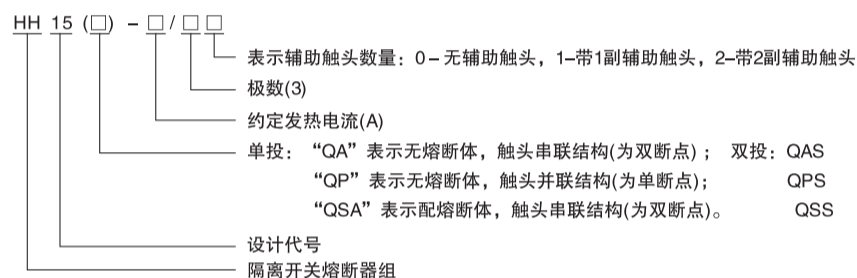 HH 15 (□) – □ / □ □
表示辅助触头数量：0–无辅助触头，1–带1副辅助触头，2–带2副辅助触头
极数(3)
约定发热电流(A)
单投：“QA”表示无熔断体，触头串联结构(为双断点)； 双投：QAS
“QP”表示无熔断体，触头并联结构(为单断点)； QPS
“QSA”表示配熔断体，触头串联结构(为双断点)。 QSS
设计代号
隔离开关熔断器组